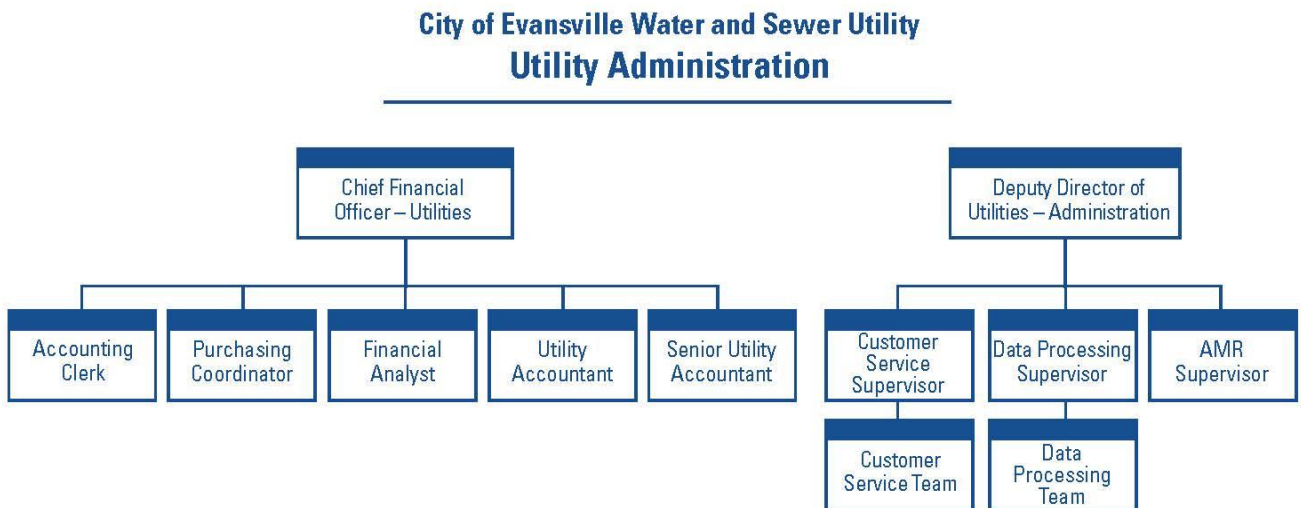 City of Evansville Water and Sewer Utility
Utility Administration
Chief Financial
Officer – Utilities
Deputy Director of
Utilities – Administration
Accounting
Clerk
Purchasing
Coordinator
Financial
Analyst
Utility
Accountant
Senior Utility
Accountant
Customer
Service
Supervisor
Data Processing
Supervisor
AMR
Supervisor
Customer
Service Team
Data
Processing
Team